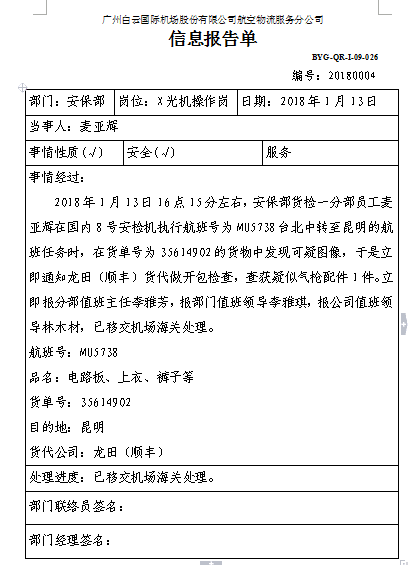 广州白云国际机场股份有限公司航空物流服务分公司
信息报告单
BYG-QR-I-09-026
编号：20180004
部门：安保部 岗位：X光机操作岗 日期：2018年1月13日
当事人：麦亚辉
事情性质(√) 安全(√) 服务
事情经过：
2018年1月13日16点15分左右，安保部货检一分部员工麦
亚辉在国内8号安检机执行航班号为MU5738台北中转至昆明的航
班任务时，在货单号为35614902的货物中发现可疑图像，于是立
即通知龙田（顺丰）货代做开包检查，查获疑似气枪配件1件。立
即报分部值班主任李雅芳，报部门值班领导李雅琪，报公司值班领
导林木材，已移交机场海关处理。
航班号：MU5738
品名：电路板、上衣、裤子等
货单号：35614902
目的地：昆明
货代公司：龙田（顺丰）
处理进度：已移交机场海关处理。
部门联络员签名：
部门经理签名：